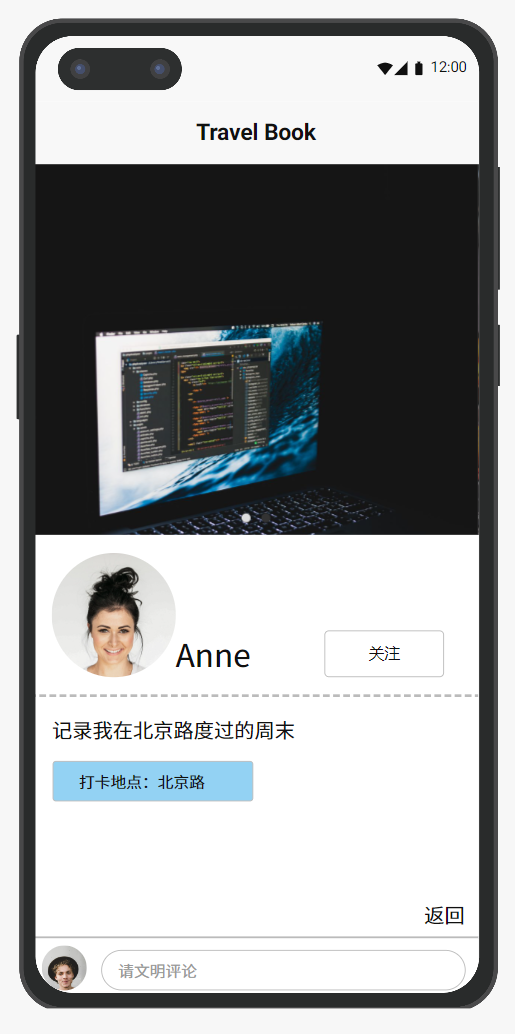 12:00
Travel Book
Anne
关注
记录我在北京路度过的周末
打卡地点：北京路
返回
请文明评论